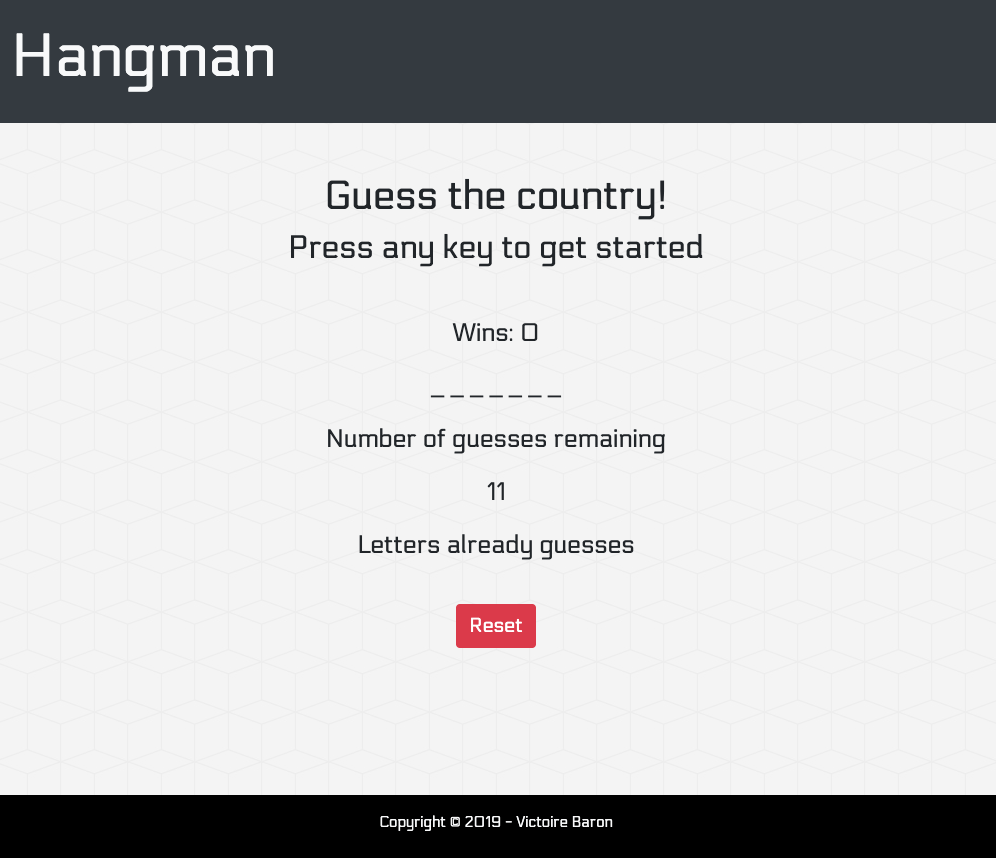 Hangman
Guess the country!
Press any key to get started
Wins: 0
_ _ _ _ _ _ _
Number of guesses remaining
11
Letters already guesses
Reset
Copyright © 2019 - Victoire Baron